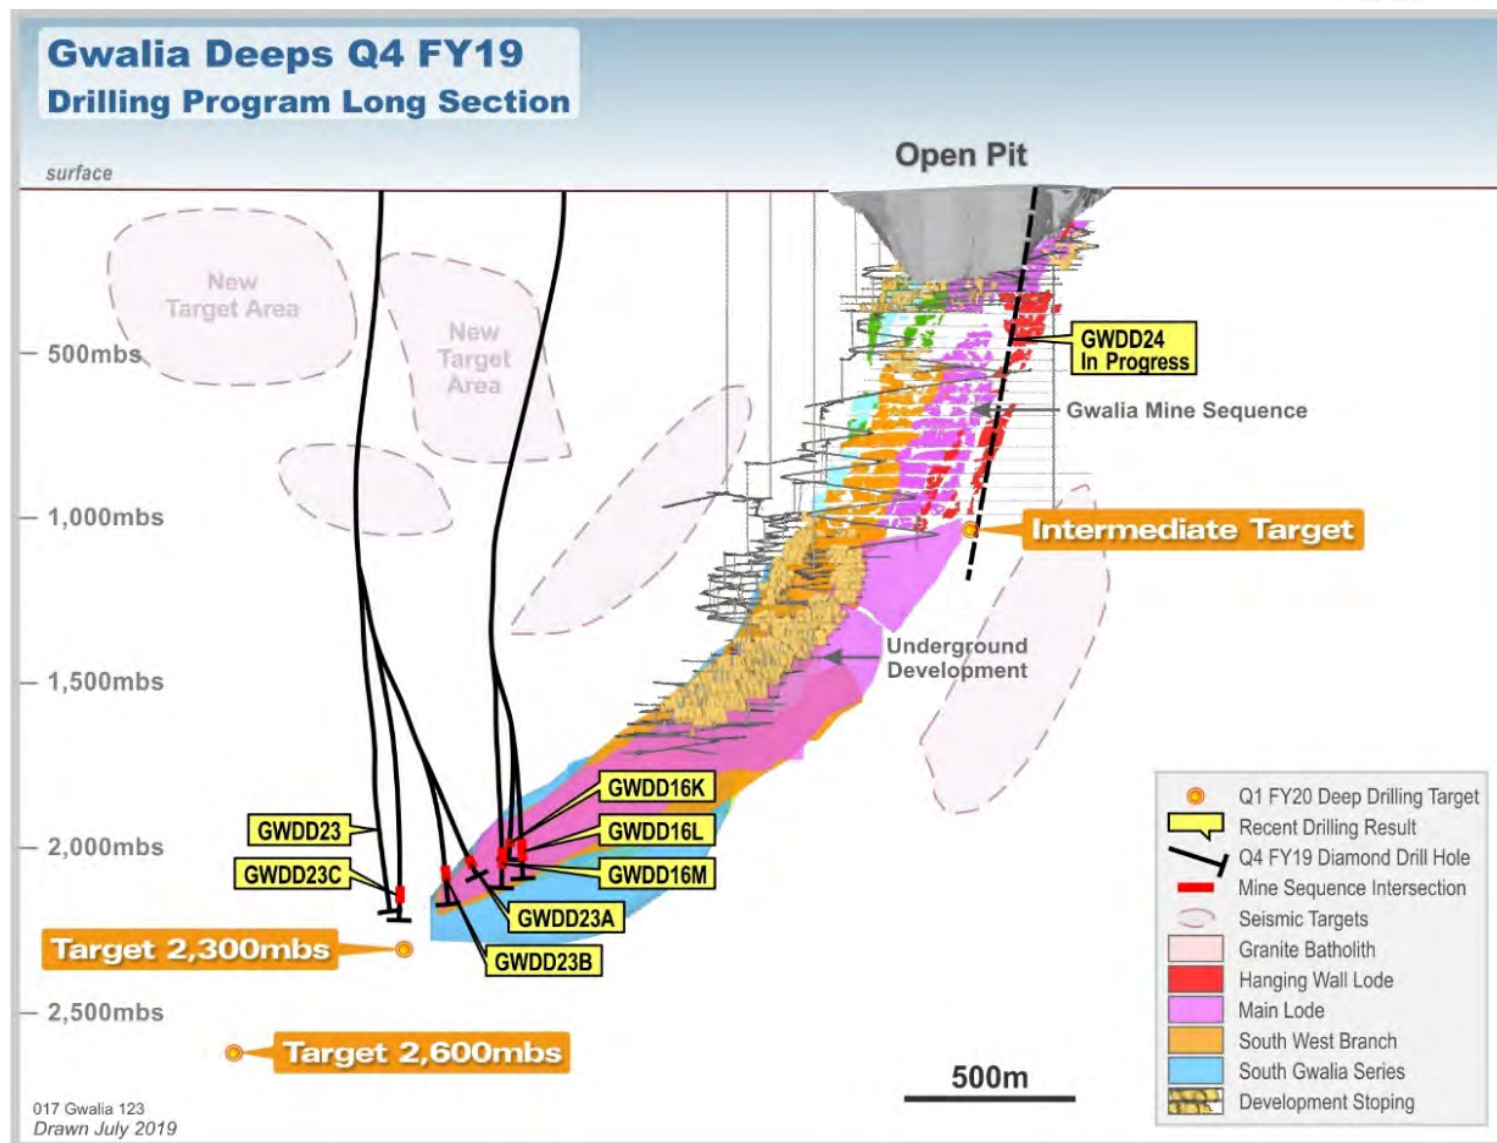 Gwalia Deeps Q4 FY19
Drilling Program Long Section
surface
Open Pit
New
Target Area
New
Target
Area
500mbs
GWDD24
In Progress
Gwalia Mine Sequence
1,000mbs
Intermediate Target
Underground
Development
1,500mbs
GWDD16K
GWDD23
GWDD16L
2,000mbs
GWDD23C
GWDD16M
GWDD23A
Target 2,300mbs
GWDD23B
2,500mbs
Target 2,600mbs
500m
Q1 FY20 Deep Drilling Target
Recent Drilling Result
Q4 FY19 Diamond Drill Hole
Mine Sequence Intersection
Seismic Targets
Granite Batholith
Hanging Wall Lode
Main Lode
South West Branch
South Gwalia Series
Development Stoping
017 Gwalia 123
Drawn July 2019